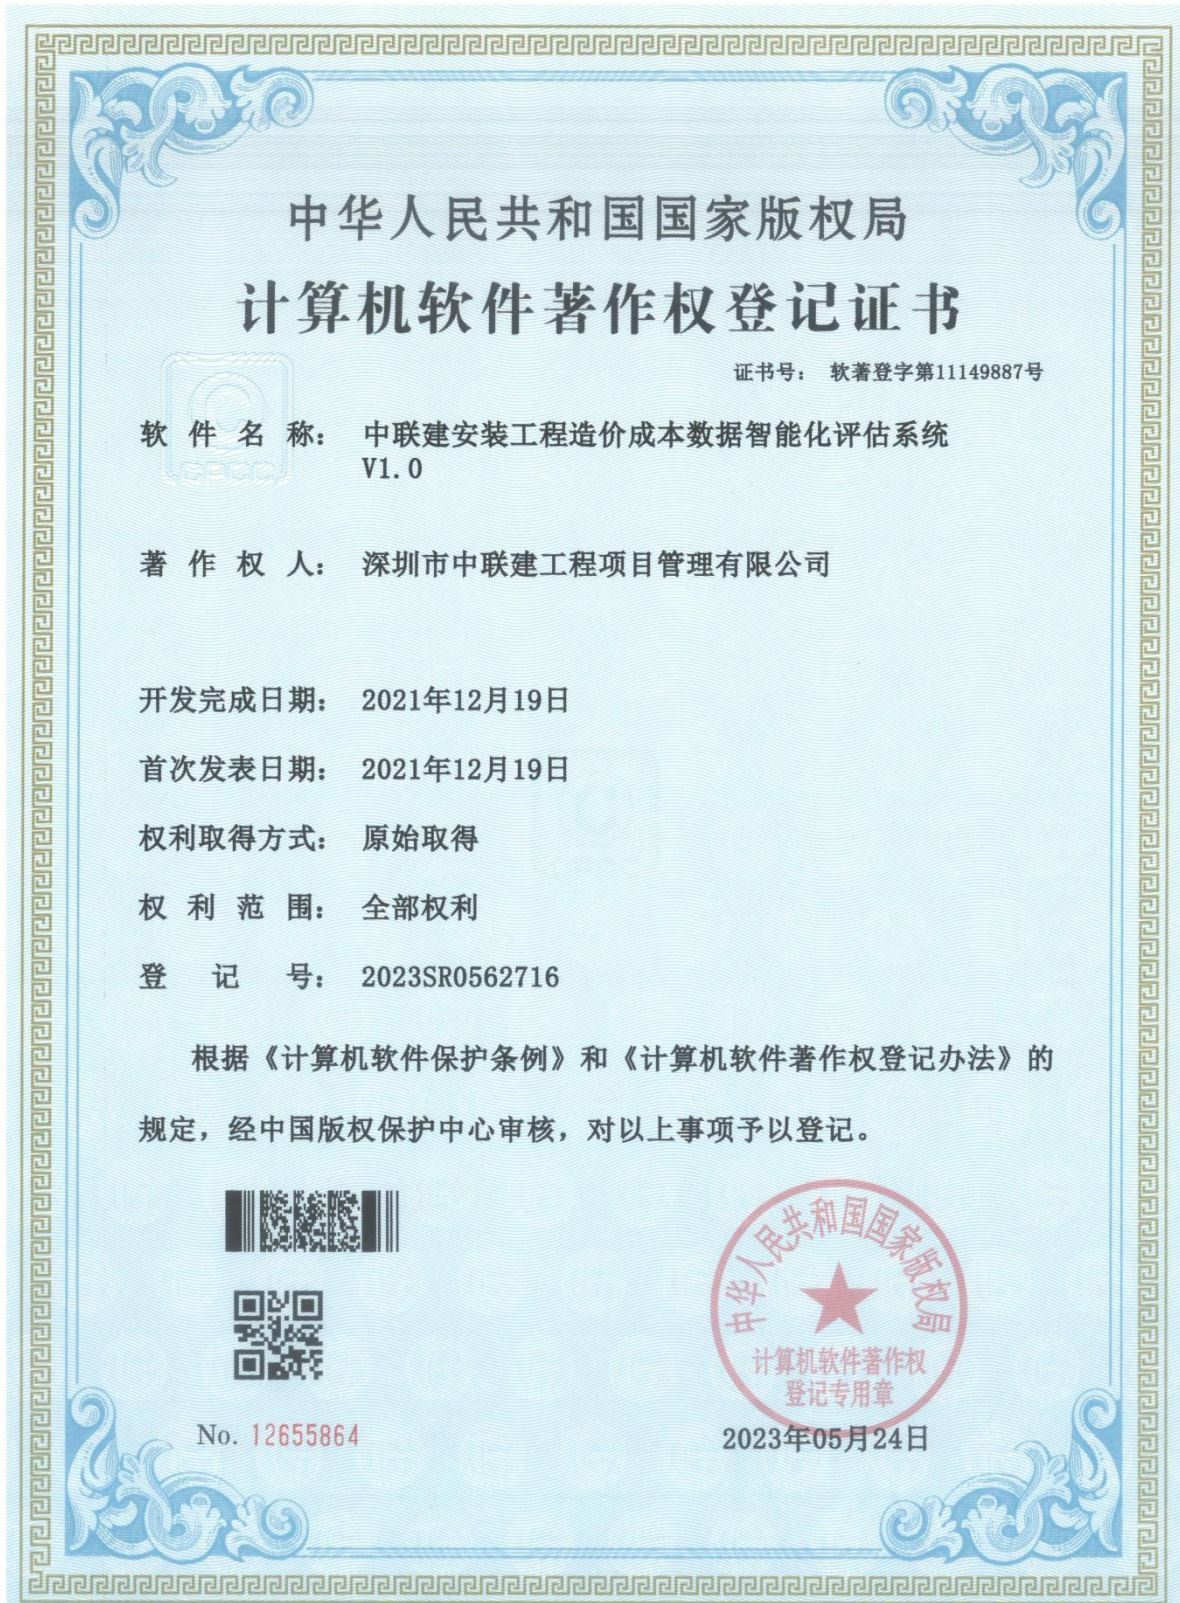 中华人民共和国国家版权局
计算机软件著作权登记证书
证书号： 软著登字第11149887号
软件名称： 中联建安装工程造价成本数据智能化评估系统
V1.0
著作权人： 深圳市中联建工程项目管理有限公司
开发完成日期： 2021年12月19日
首次发表日期： 2021年12月19日
权利取得方式： 原始取得
权利范围： 全部权利
登记号： 2023SR0562716
根据《计算机软件保护条例》和《计算机软件著作权登记办法》的
规定，经中国版权保护中心审核，对以上事项予以登记。
中华人民共和国国家版权局
计算机软件著作权
登记专用章
No. 12655864
2023年05月24日